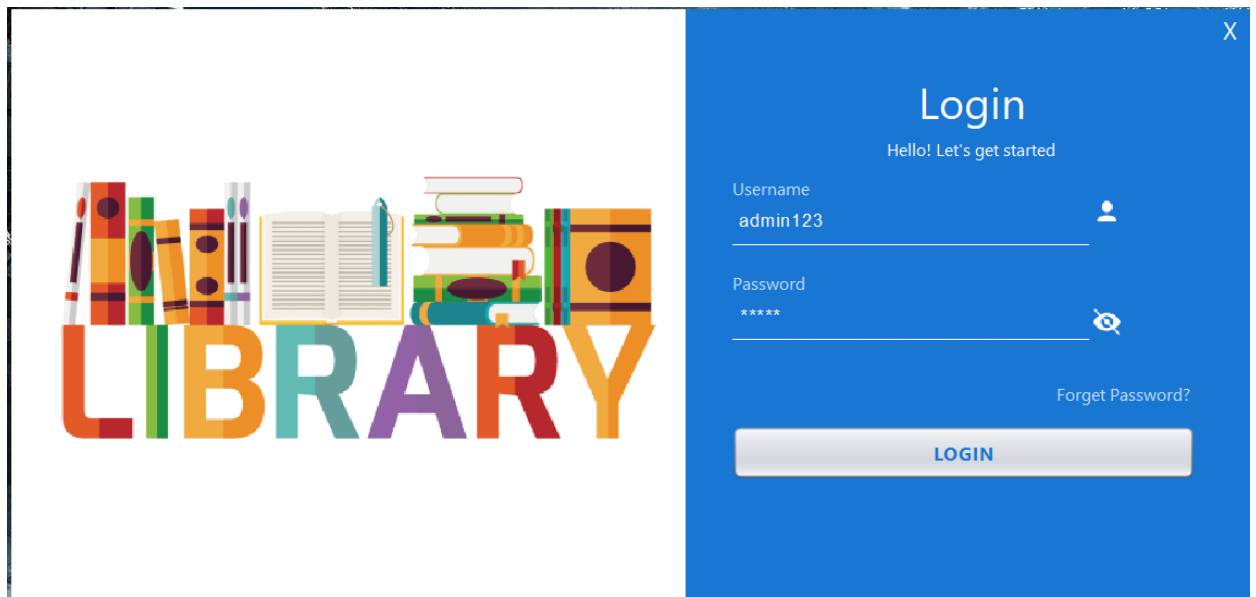 X
Login
Hello! Let's get started
Username
admin123
Password
*****
Forget Password?
LOGIN
LIBRARY